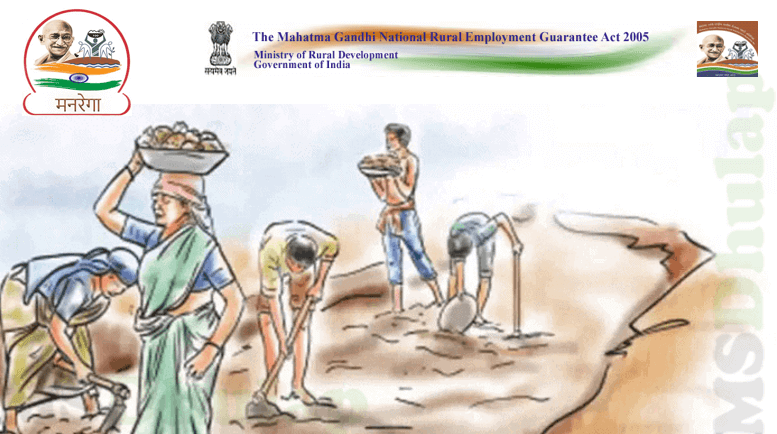 The Mahatma Gandhi National Rural Employment Guarantee Act 2005
Ministry of Rural Development
Government of India
सत्यमेव जयते
मनरेगा
MSDhulap